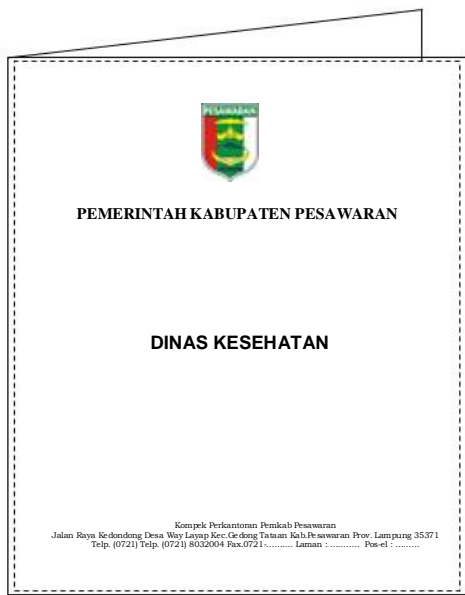 PESAWARAN
PEMERINTAH KABUPATEN PESAWARAN
DINAS KESEHATAN
Kompek Perkantoran Pemkab Pesawaran
Jalan Raya Kedondong Desa Way Layap Kec.Gedong Tataan Kab.Pesawaran Prov. Lampung 35371
Telp. (0721) Telp. (0721) 8032004 Fax.0721-.......... Laman : ........... Pos-el : .........